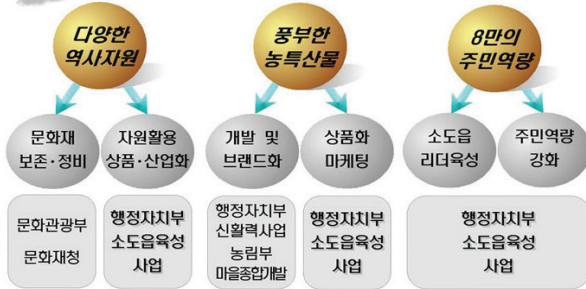 다양한
역사자원
풍부한
농특산물
8만의
주민역량
문화재
보존·정비
자원활용
상품·산업화
개발 및
브랜드화
상품화
마케팅
소도읍
리더육성
주민역량
강화
문화관광부
문화재청
행정자치부
소도읍육성
사업
행정자치부
신활력사업
농림부
마을종합개발
행정자치부
소도읍육성
사업
행정자치부
소도읍육성
사업